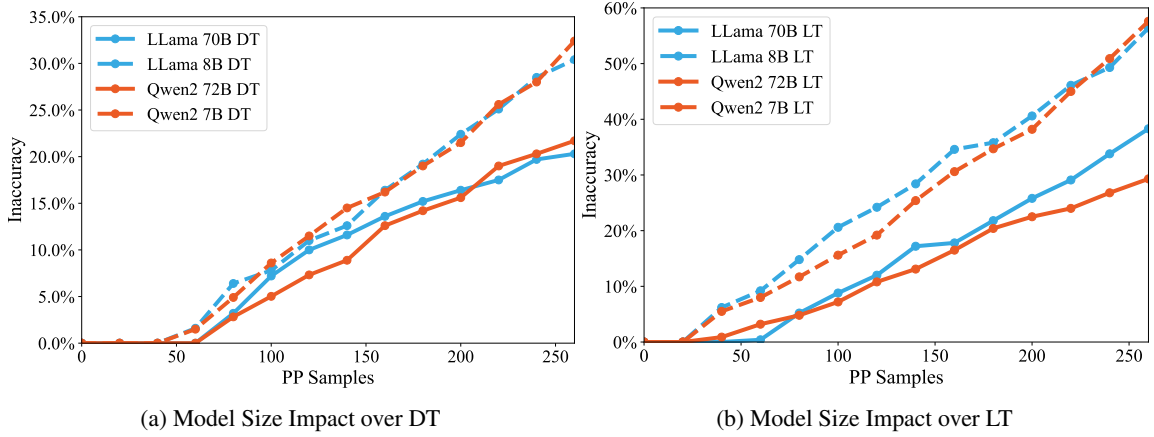 35.0%
30.0%
25.0%
20.0%
15.0%
10.0%
5.0%
0.0%
Inaccuracy
LLama 70B DT
LLama 8B DT
Qwen2 72B DT
Qwen2 7B DT
0 50 100 150 200 250
PP Samples
(a) Model Size Impact over DT
60%
50%
40%
30%
20%
10%
0%
Inaccuracy
LLama 70B LT
LLama 8B LT
Qwen2 72B LT
Qwen2 7B LT
0 50 100 150 200 250
PP Samples
(b) Model Size Impact over LT